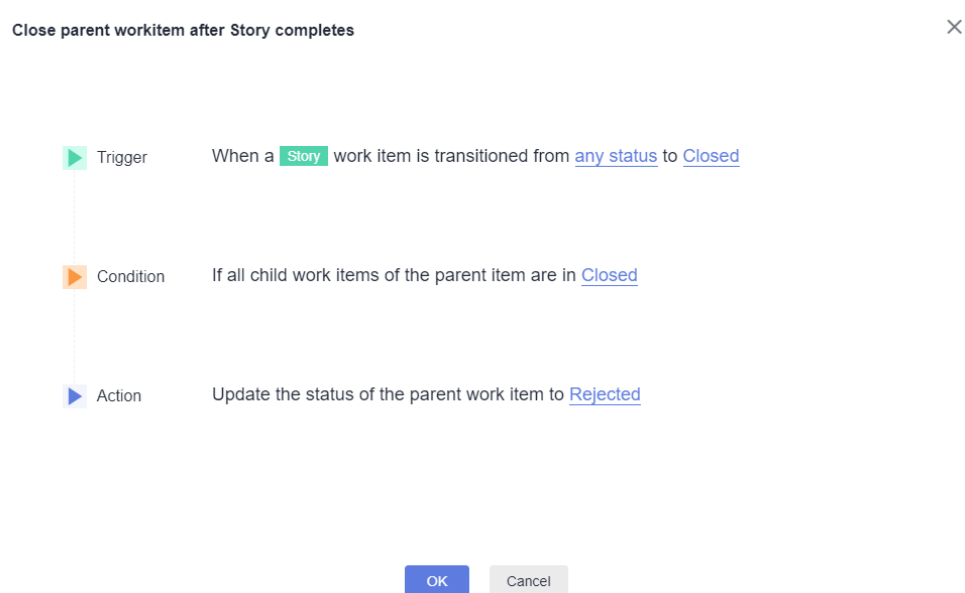 Close parent workitem after Story completes
Trigger When a Story work item is transitioned from any status to Closed
Condition If all child work items of the parent item are in Closed
Action Update the status of the parent work item to Rejected
OK Cancel